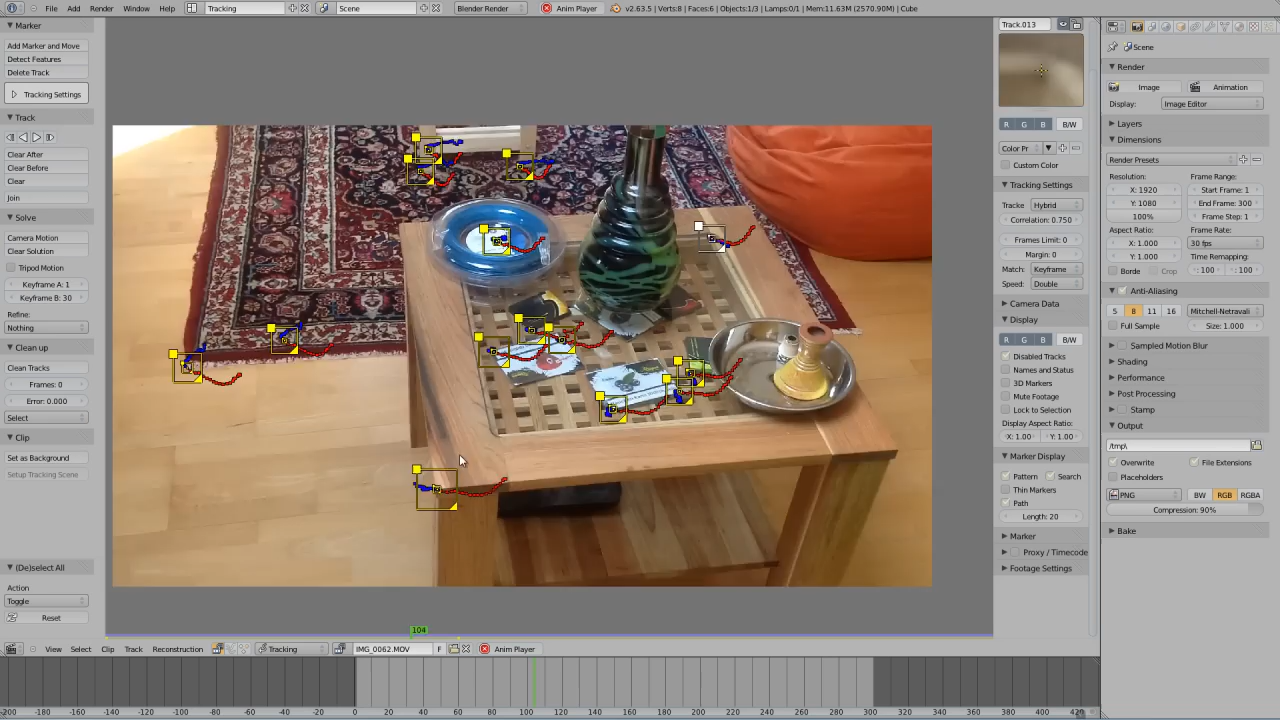 File Add Render Window Help Tracking Scene Blender Render Anim Player v2.63.5 | Verts:8 | Faces:6 | Objects:1/3 | Lamps:0/1 | Mem:11.63M (2570.90M) | Cube
Marker
Add Marker and Move
Detect Features
Delete Track
Tracking Settings
Track
Clear After
Clear Before
Clear
Join
Solve
Camera Motion
Clear Solution
Tripod Motion
Keyframe A: 1
Keyframe B: 30
Refine:
Nothing
Clean up
Clean Tracks
Frames: 0
Error: 0.000
Select
Clip
Set as Background
Setup Tracking Scene
(De)select All
Action
Toggle
Reset
104
View Select Clip Track Reconstruction Tracking IMG_0062.MOV F Anim Player
-200 -180 -160 -140 -120 -100 -80 -60 -40 -20 0 20 40 60 80 100 120 140 160 180 200 220 240 260 280 300 320 340 360 380 400 420
Track.013
R G B B/W
Color Pr
Custom Color
Tracking Settings
Tracke Hybrid
Correlation: 0.750
Frames Limit: 0
Margin: 0
Match: Keyframe
Speed: Double
Camera Data
Display
R G B B/W
Disabled Tracks
Names and Status
3D Markers
Mute Footage
Lock to Selection
Display Aspect Ratio:
X: 1.00 Y: 1.00
Marker Display
Pattern Search
Thin Markers
Path
Length: 20
Marker
Proxy / Timecode
Footage Settings
Scene
Render
Image Animation
Display: Image Editor
Layers
Dimensions
Render Presets
Resolution: Frame Range:
X: 1920 Start Frame: 1
Y: 1080 End Frame: 300
100% Frame Step: 1
Aspect Ratio: Frame Rate:
X: 1.000 30 fps
Y: 1.000 Time Remapping:
Borde Crop : 100 : 100
Anti-Aliasing
5 8 11 16 Mitchell-Netravali
Full Sample Size: 1.000
Sampled Motion Blur
Shading
Performance
Post Processing
Stamp
Output
/tmp\
Overwrite File Extensions
Placeholders
PNG BW RGB RGBA
Compression: 90%
Bake